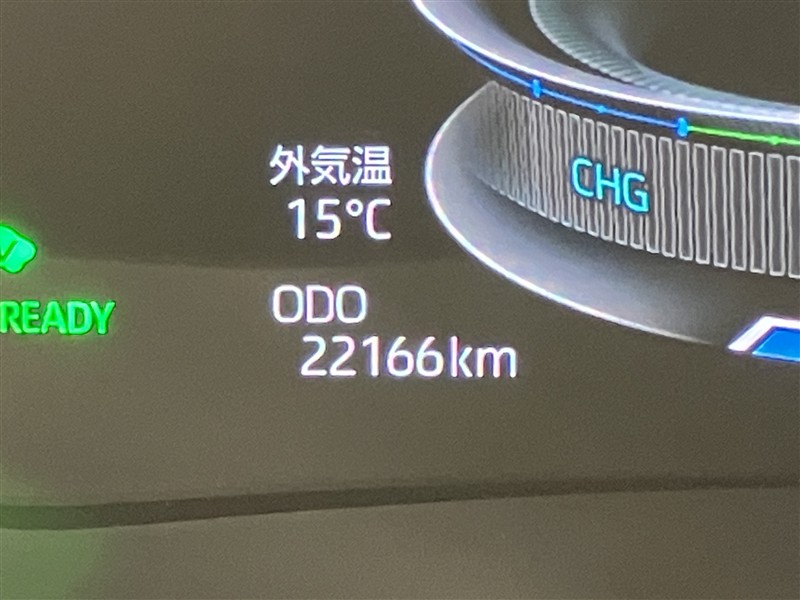 外気温
15℃
CHG
READY
ODO
22166km